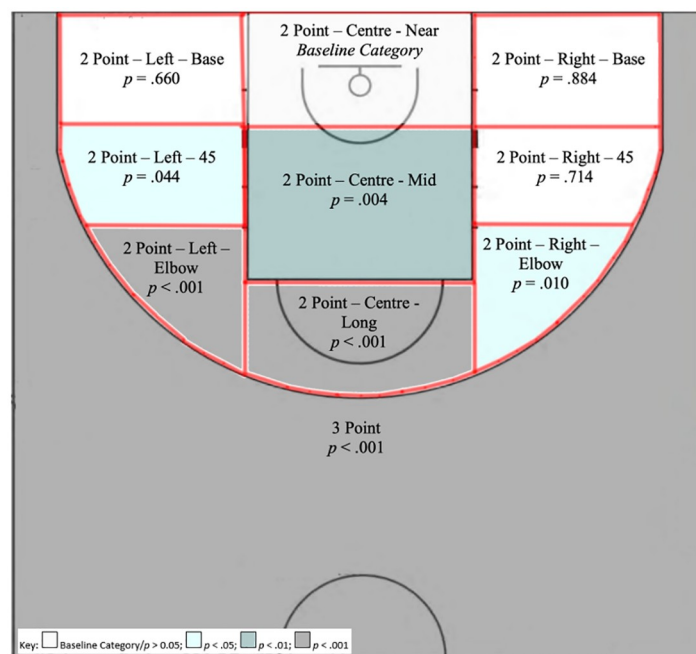 2 Point – Left – Base
p = .660
2 Point – Centre - Near
Baseline Category
2 Point – Right – Base
p = .884
2 Point – Left – 45
p = .044
2 Point – Centre - Mid
p = .004
2 Point – Right – 45
p = .714
2 Point – Left –
Elbow
p < .001
2 Point – Centre -
Long
p < .001
2 Point – Right –
Elbow
p = .010
3 Point
p < .001
Key: Baseline Category/p > 0.05; p < .05; p < .01; p < .001